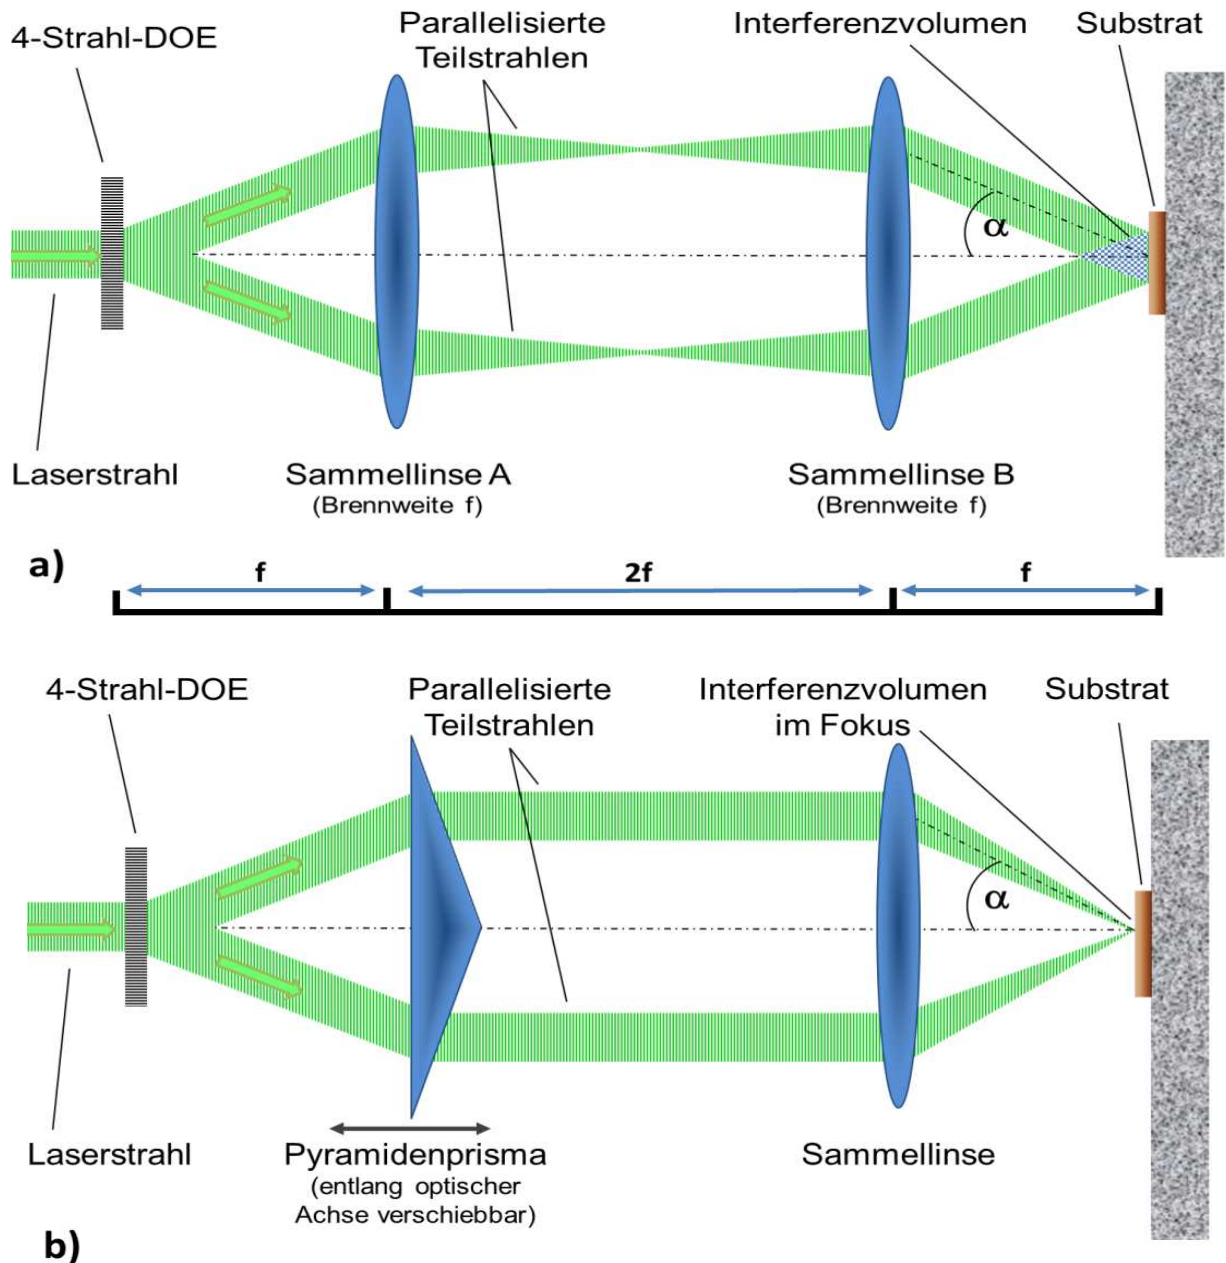 4-Strahl-DOE
Parallelisierte
Teilstrahlen
Interferenzvolumen
Substrat
α
Laserstrahl
Sammellinse A
(Brennweite f)
Sammellinse B
(Brennweite f)
a)
f
2f
f
4-Strahl-DOE
Parallelisierte
Teilstrahlen
Interferenzvolumen
im Fokus
Substrat
α
Laserstrahl
Pyramidenprisma
(entlang optischer
Achse verschiebbar)
Sammellinse
b)